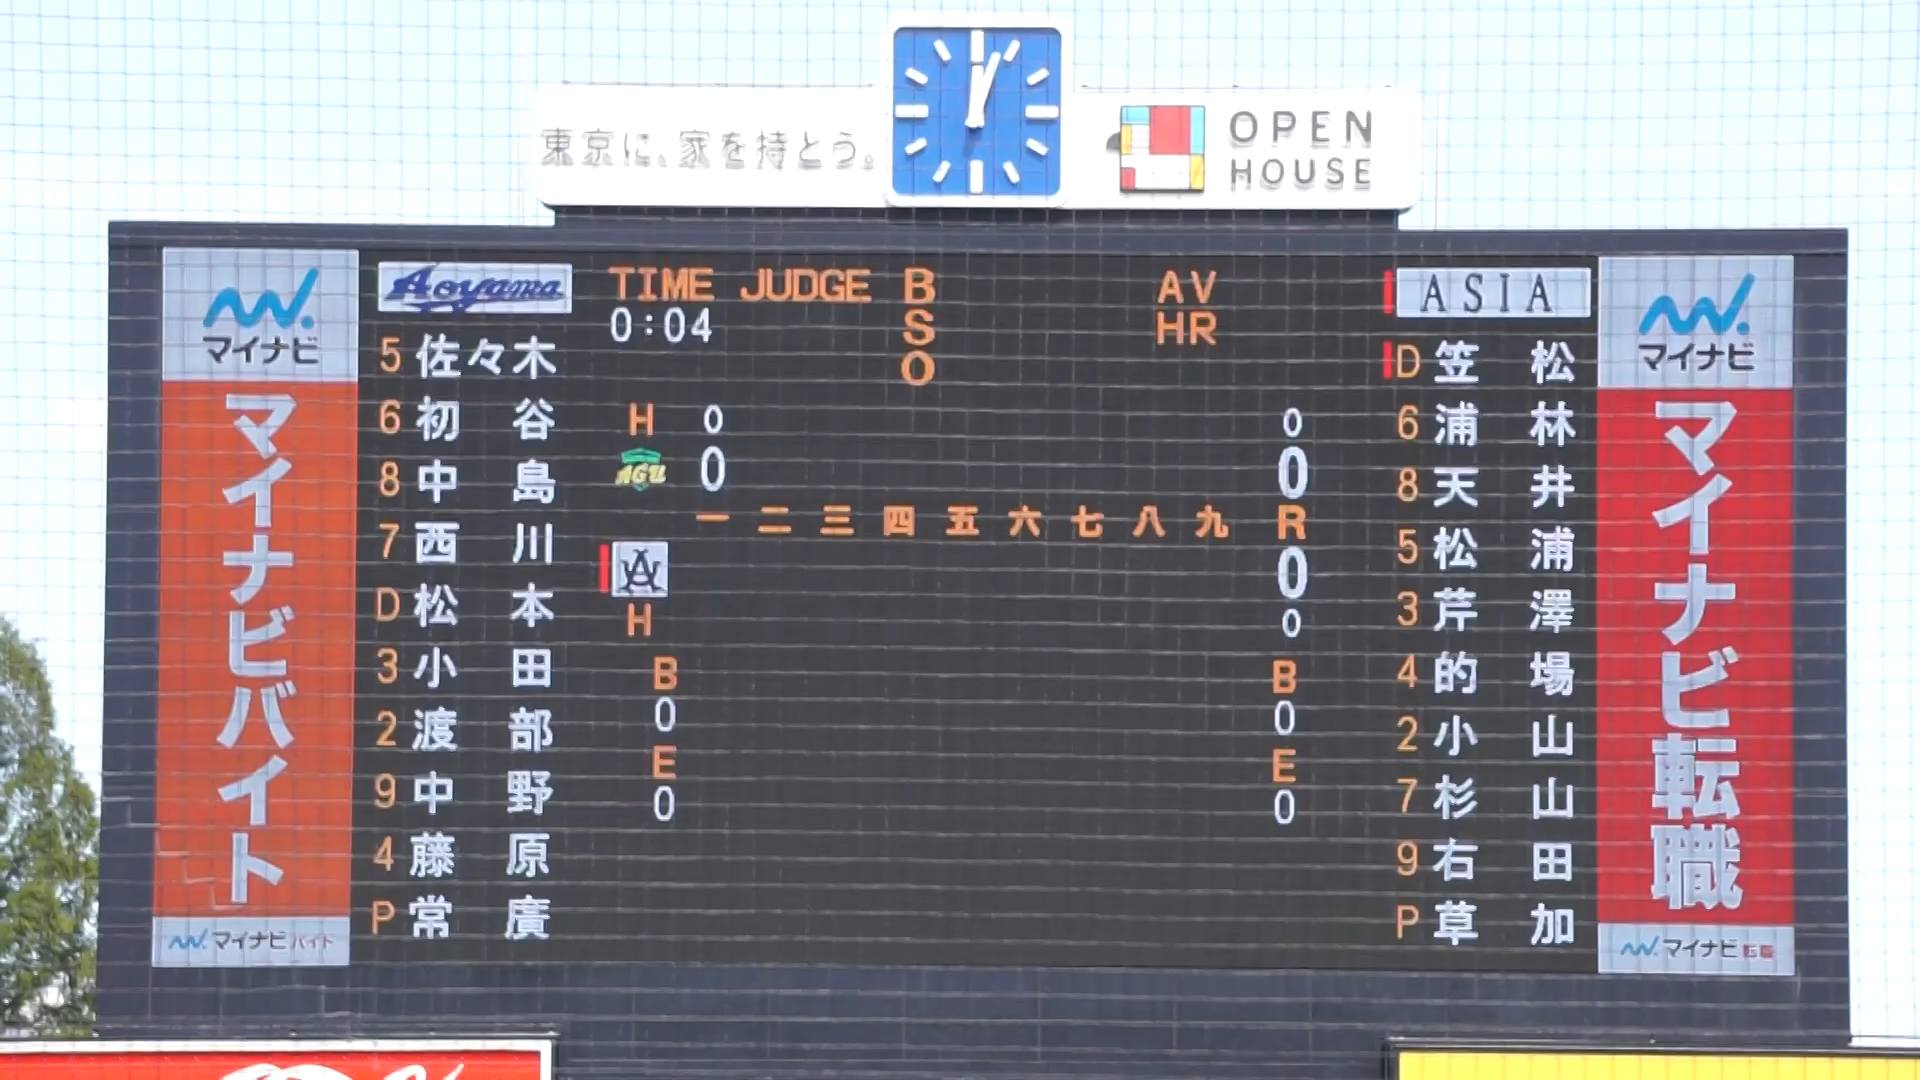 東京に、家を持とう。
OPEN
HOUSE
マイナビ
マイナビバイト
マイナビバイト
Aoyama
5 佐々木
6 初谷
8 中島
7 西川
D 松本
3 小田
2 渡部
9 中野
4 藤原
P 常廣
TIME JUDGE B
0:04 S
O
AV
HR
H 0 0
AGU 0 0
一 二 三 四 五 六 七 八 九 R
0
H 0
B B
0 0
E E
0 0
ASIA
D 笠松
6 浦林
8 天井
5 松浦
3 芹澤
4 的場
2 小山
7 杉山
9 右田
P 草加
マイナビ
マイナビ転職
マイナビ転職